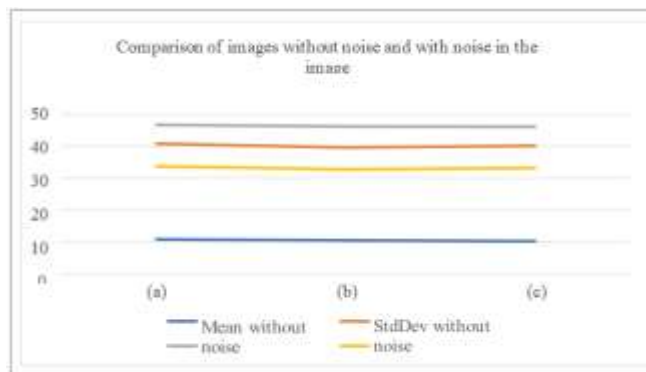 Comparison of images without noise and with noise in the
image
50
40
30
20
10
0
(a) (b) (c)
Mean without StdDev without
noise noise